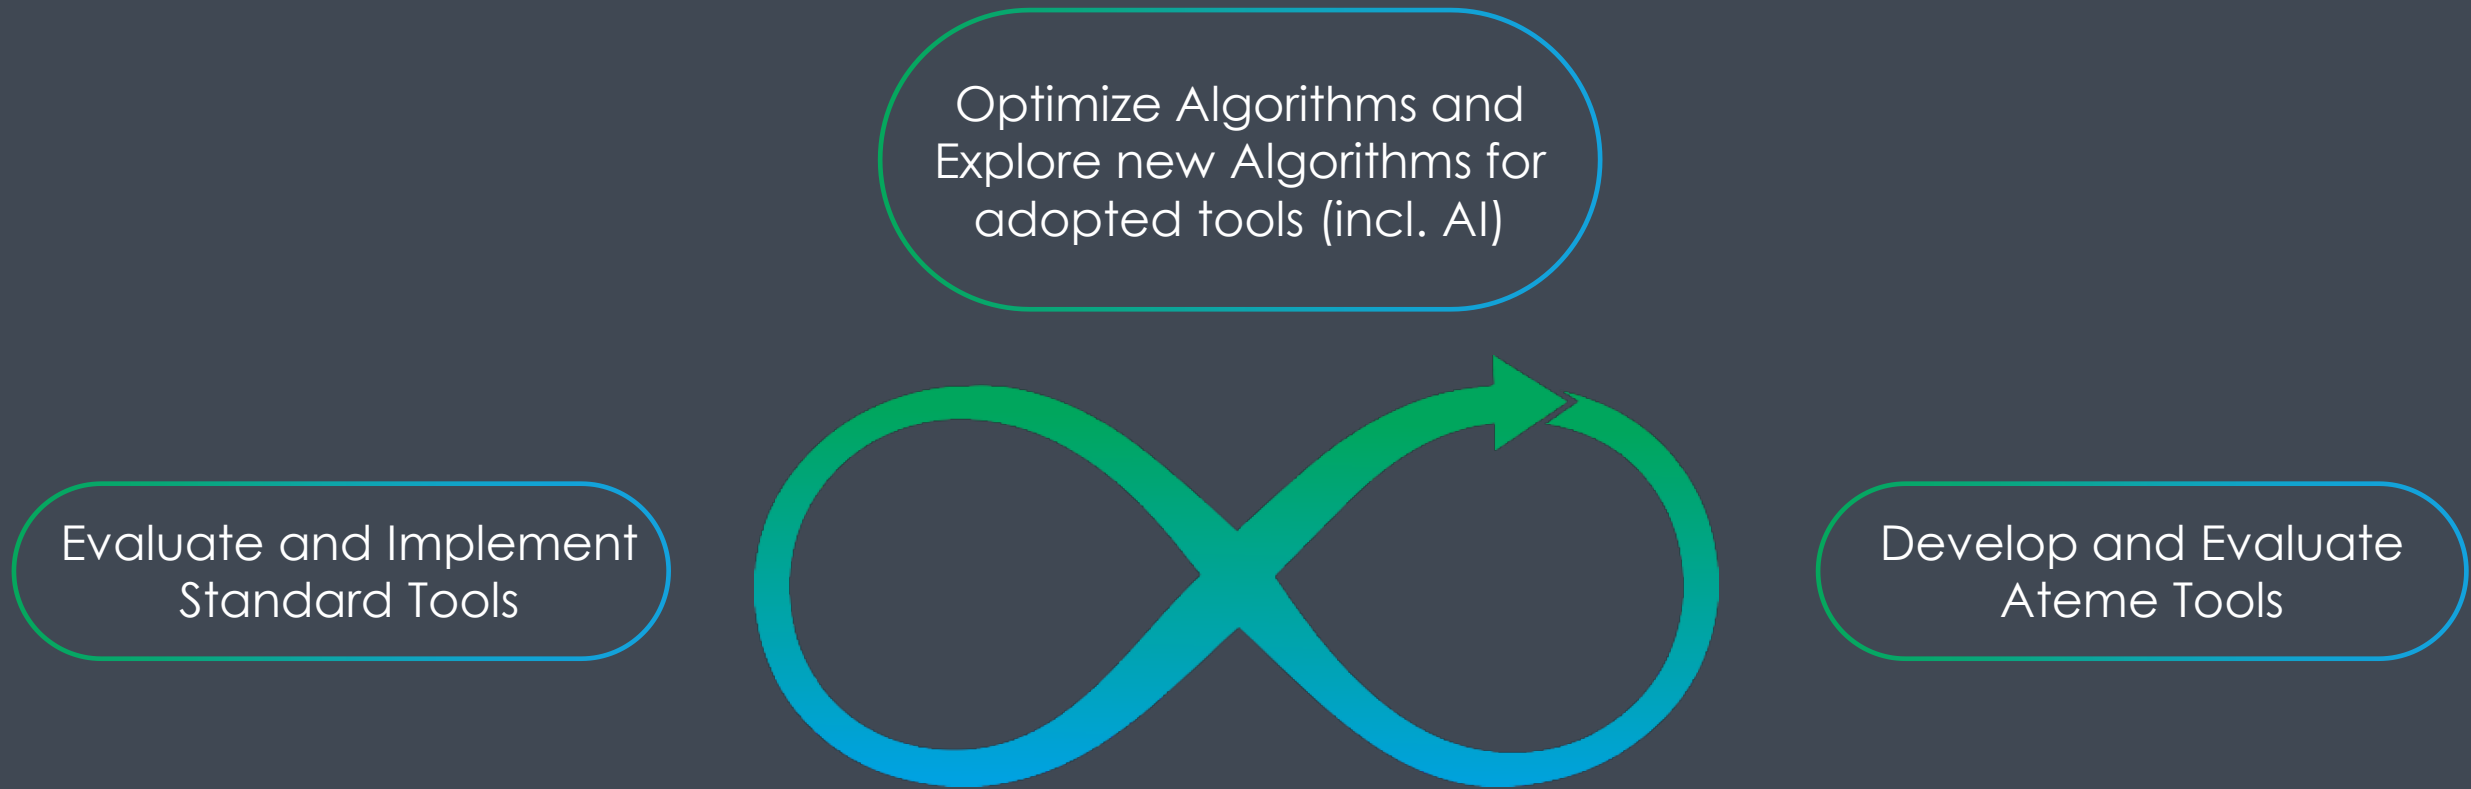 Optimize Algorithms and
Explore new Algorithms for
adopted tools (incl. AI)
Evaluate and Implement
Standard Tools
Develop and Evaluate
Ateme Tools